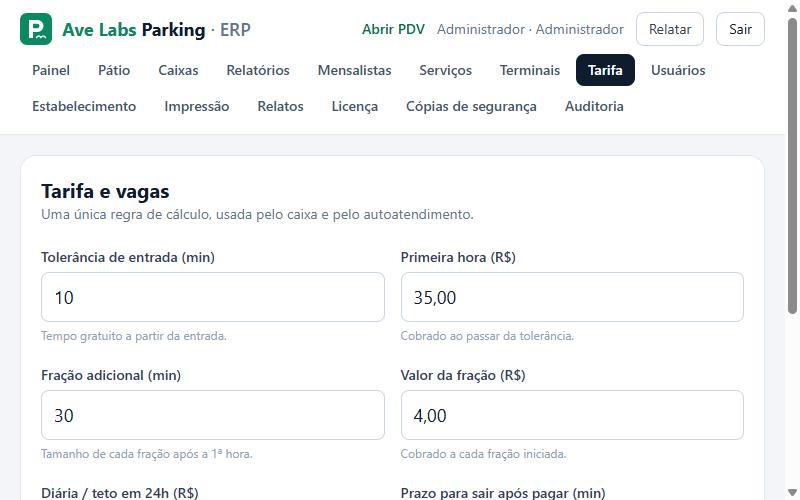 Ave Labs Parking · ERP
Abrir PDV Administrador · Administrador Relatar Sair
Painel Pátio Caixas Relatórios Mensalistas Serviços Terminais Tarifa Usuários
Estabelecimento Impressão Relatos Licença Cópias de segurança Auditoria
Tarifa e vagas
Uma única regra de cálculo, usada pelo caixa e pelo autoatendimento.
Tolerância de entrada (min)
10
Tempo gratuito a partir da entrada.
Primeira hora (R$)
35,00
Cobrado ao passar da tolerância.
Fração adicional (min)
30
Tamanho de cada fração após a 1ª hora.
Valor da fração (R$)
4,00
Cobrado a cada fração iniciada.
Diária / teto em 24h (R$)
Prazo para sair após pagar (min)